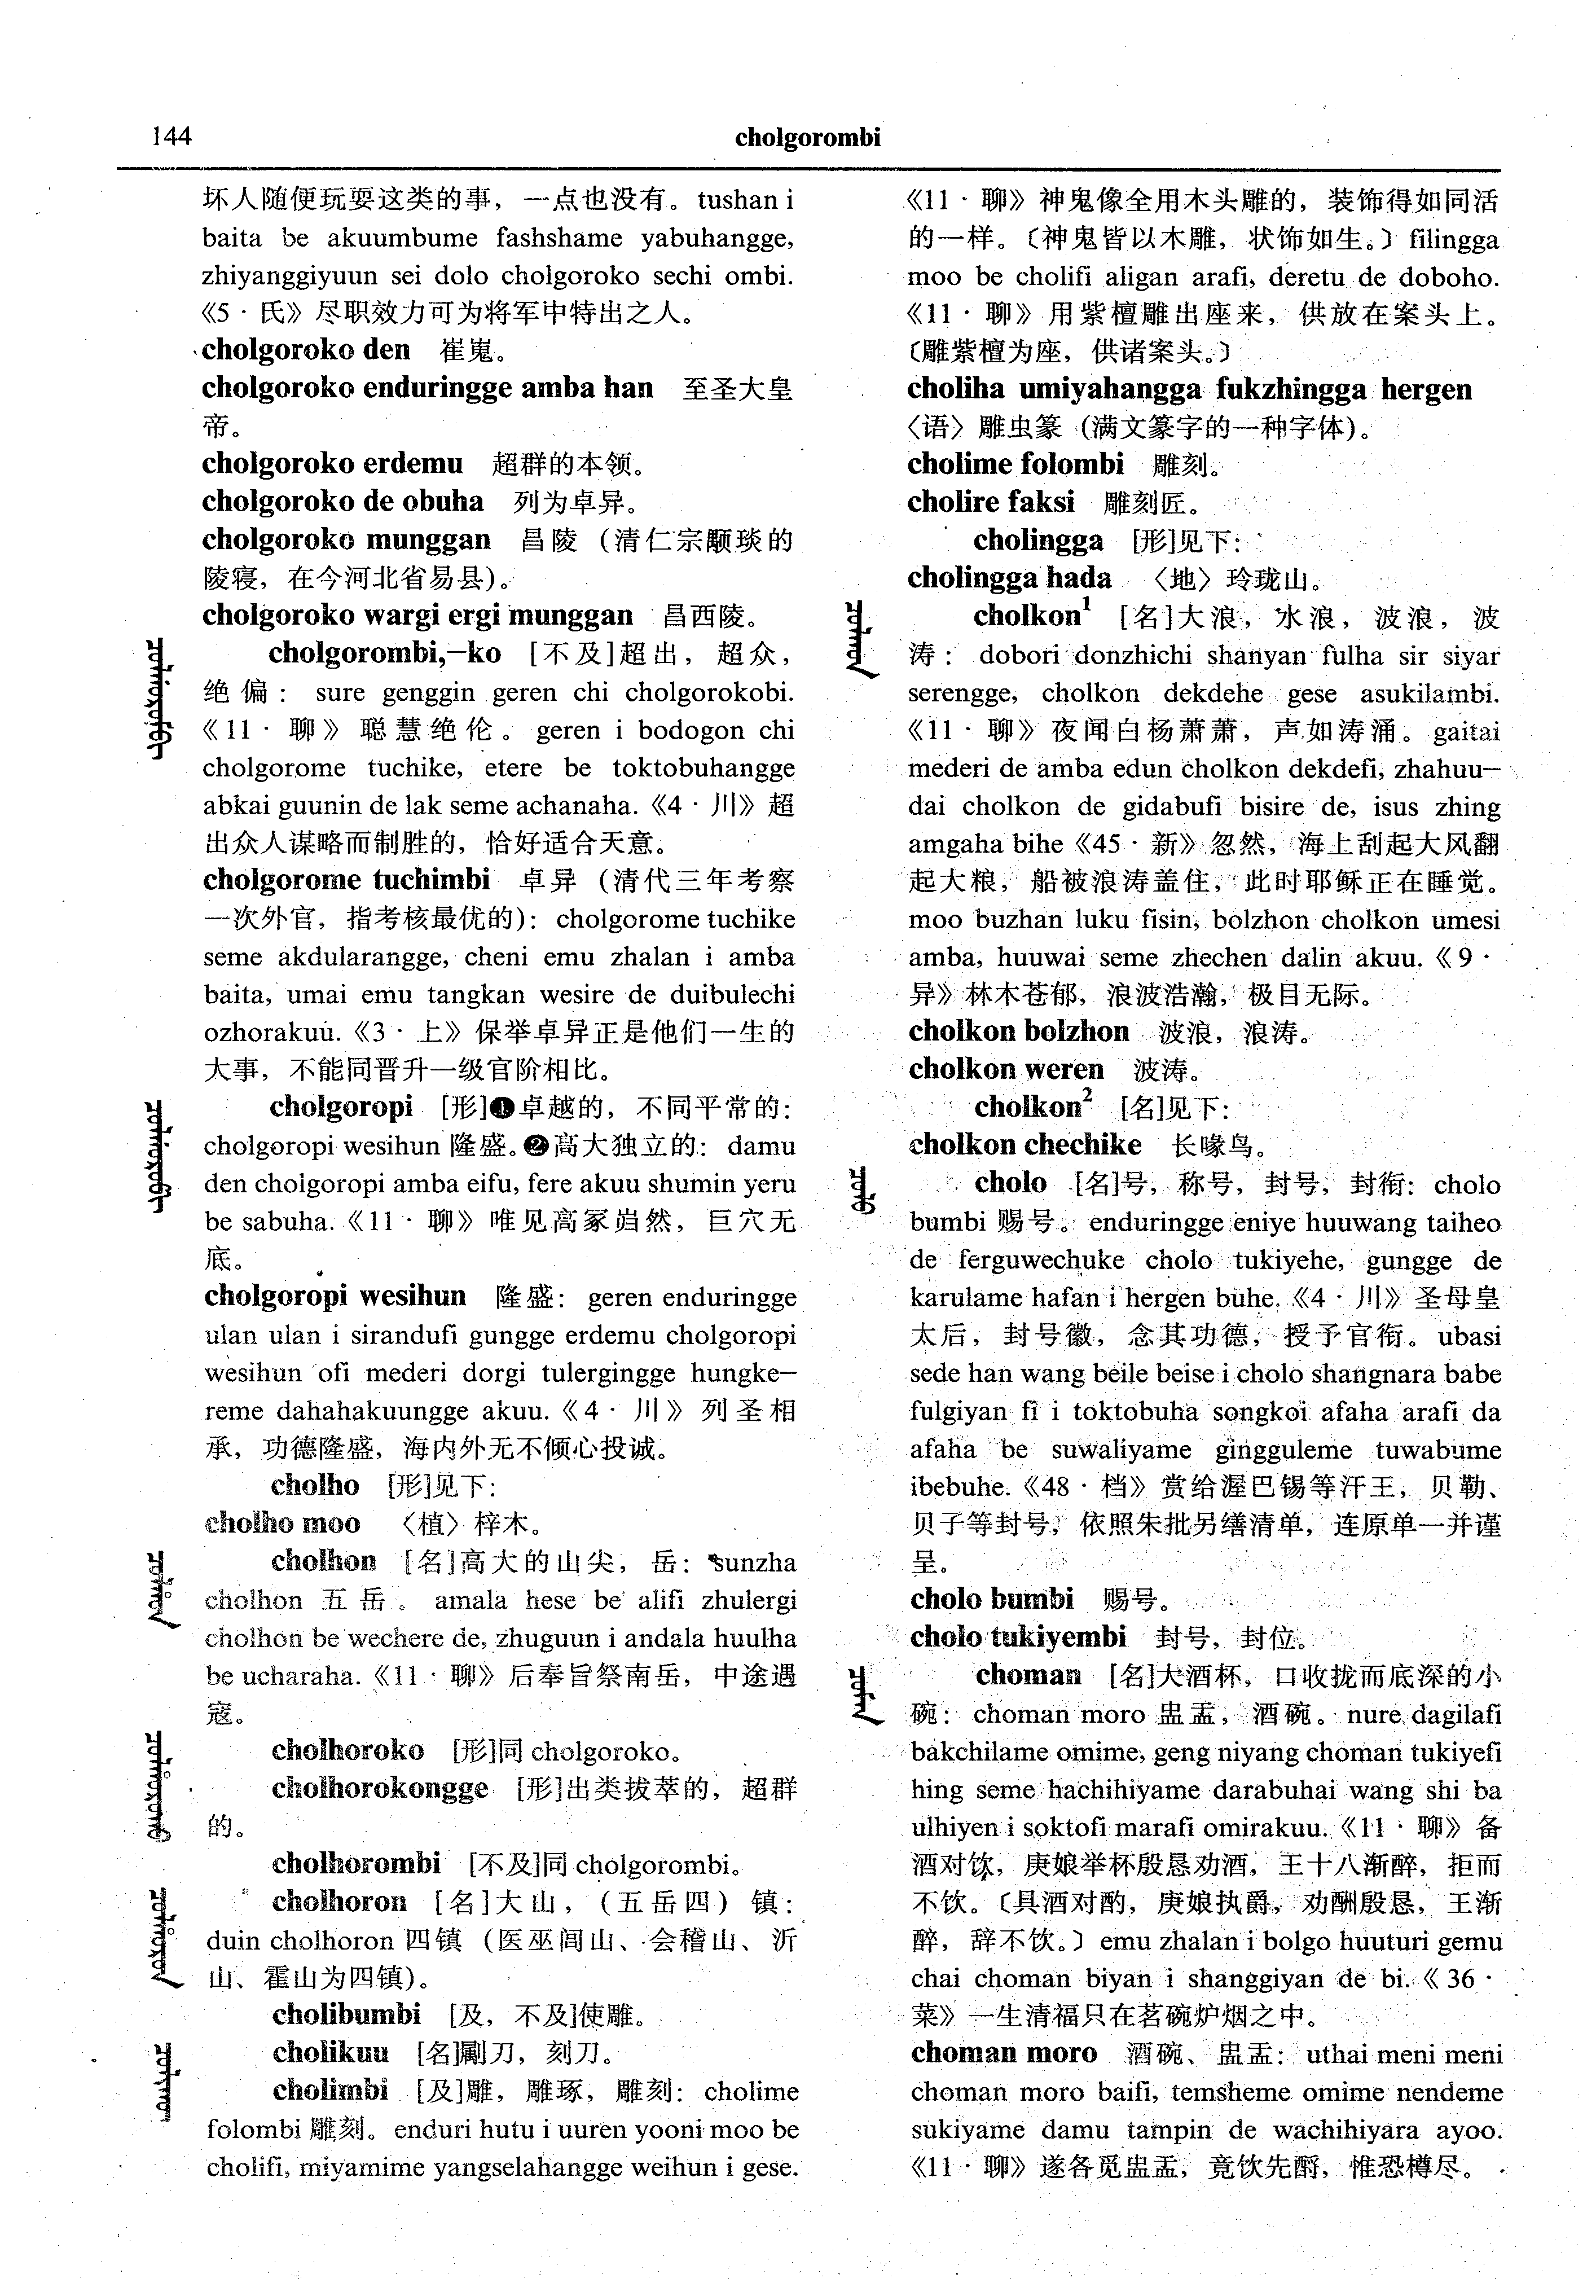 144
cholgorombi
坏人随便玩耍这类的事，一点也没有。tushan i
baita be akuumbume fashshame yabuhangge,
zhiyanggiyuun sei dolo cholgoroko sechi ombi.
《5·氏》尽职效力可为将军中特出之人。
cholgoroko den 崔嵬。
cholgoroko enduringge amba han 至圣大皇
帝。
cholgoroko erdemu 超群的本领。
cholgoroko de obuha 列为卓异。
cholgoroko munggan 昌陵（清仁宗颙琰的
陵寝，在今河北省易县）。
cholgoroko wargi ergi munggan 昌西陵。
cholgorombi,—ko [不及]超出，超众，
绝偏：sure genggin geren chi cholgorokobi.
《11·聊》聪慧绝伦。geren i bodogon chi
cholgorome tuchike, etere be toktobuhangge
abkai guunin de lak seme achanaha.《4·川》超
出众人谋略而制胜的，恰好适合天意。
cholgorome tuchimbi 卓异（清代三年考察
一次外官，指考核最优的）：cholgorome tuchike
seme akdularangge, cheni emu zhalan i amba
baita, umai emu tangkan wesire de duibulechi
ozhorakuu.《3·上》保举卓异正是他们一生的
大事，不能同晋升一级官阶相比。
cholgoropi [形]❶卓越的，不同平常的：
cholgoropi wesihun 隆盛。❷高大独立的：damu
den cholgoropi amba eifu, fere akuu shumin yeru
be sabuha.《11·聊》唯见高冢岿然，巨穴无
底。
cholgoropi wesihun 隆盛：geren enduringge
ulan ulan i sirandufi gungge erdemu cholgoropi
wesihun ofi mederi dorgi tulergingge hungke—
reme dahahakuungge akuu.《4·川》列圣相
承，功德隆盛，海内外无不倾心投诚。
cholho [形]见下：
cholho moo 〈植〉梓木。
cholhon [名]高大的山尖，岳：sunzha
cholhon 五岳。amala hese be alifi zhulergi
cholhon be wechere de, zhuguun i andala huulha
be ucharaha.《11·聊》后奉旨祭南岳，中途遇
寇。
cholhoroko [形]同 cholgoroko。
cholhorokongge [形]出类拔萃的，超群
的。
cholhorombi [不及]同 cholgorombi。
cholhoron [名]大山，（五岳四）镇：
duin cholhoron 四镇（医巫闾山、会稽山、沂
山、霍山为四镇）。
cholibumbi [及，不及]使雕。
cholikuu [名]剧刀，刻刀。
cholimbi [及]雕，雕琢，雕刻：cholime
folombi 雕刻。enduri hutu i uuren yooni moo be
cholifi, miyamime yangselahangge weihun i gese.
《11·聊》神鬼像全用木头雕的，装饰得如同活
的一样。〔神鬼皆以木雕，状饰如生。〕filingga
moo be cholifi aligan arafi, deretu de doboho.
《11·聊》用紫檀雕出座来，供放在案头上。
〔雕紫檀为座，供诸案头。〕
choliha umiyahangga fukzhingga hergen
〈语〉雕虫篆（满文篆字的一种字体）。
cholime folombi 雕刻。
cholire faksi 雕刻匠。
cholingga [形]见下：
cholingga hada 〈地〉玲珑山。
cholkon¹ [名]大浪，水浪，波浪，波
涛：dobori donzhichi shanyan fulha sir siyar
serengge, cholkon dekdehe gese asukilambi.
《11·聊》夜闻白杨萧萧，声如涛涌。gaitai
mederi de amba edun cholkon dekdefi, zhahuu—
dai cholkon de gidabufi bisire de, isus zhing
amgaha bihe《45·新》忽然，海上刮起大风翻
起大粮，船被浪涛盖住，此时耶稣正在睡觉。
moo buzhan luku fisin, bolzhon cholkon umesi
amba, huuwai seme zhechen dalin akuu.《9·
异》林木苍郁，浪波浩瀚，极目无际。
cholkon bolzhon 波浪，浪涛。
cholkon weren 波涛。
cholkon² [名]见下：
cholkon chechike 长喙鸟。
cholo [名]号，称号，封号，封衔：cholo
bumbi 赐号。enduringge eniye huuwang taiheo
de ferguwechuke cholo tukiyehe, gungge de
karulame hafan i hergen buhe.《4·川》圣母皇
太后，封号徽，念其功德，授予官衔。ubasi
sede han wang beile beise i cholo shangnara babe
fulgiyan fi i toktobuha songkoi afaha arafi da
afaha be suwaliyame gingguleme tuwabume
ibebuhe.《48·档》赏给渥巴锡等汗王，贝勒、
贝子等封号，依照朱批另缮清单，连原单一并谨
呈。
cholo bumbi 赐号。
cholo tukiyembi 封号，封位。
choman [名]大酒杯，口收拢而底深的小
碗：choman moro 盅盂，酒碗。nure dagilafi
bakchilame omime, geng niyang choman tukiyefi
hing seme hachihiyame darabuhai wang shi ba
ulhiyen i soktofi marafi omirakuu.《11·聊》备
酒对饮，庚娘举杯殷恳劝酒，王十八渐醉，拒而
不饮。〔具酒对酌，庚娘执爵，劝酬殷恳，王渐
醉，辞不饮。〕emu zhalan i bolgo huuturi gemu
chai choman biyan i shanggiyan de bi.《36·
菜》一生清福只在茗碗炉烟之中。
choman moro 酒碗、盅盂：uthai meni meni
choman moro baifi, temsheme omime nendeme
sukiyame damu tampin de wachihiyara ayoo.
《11·聊》遂各觅盅盂，竟饮先釂，惟恐樽尽。